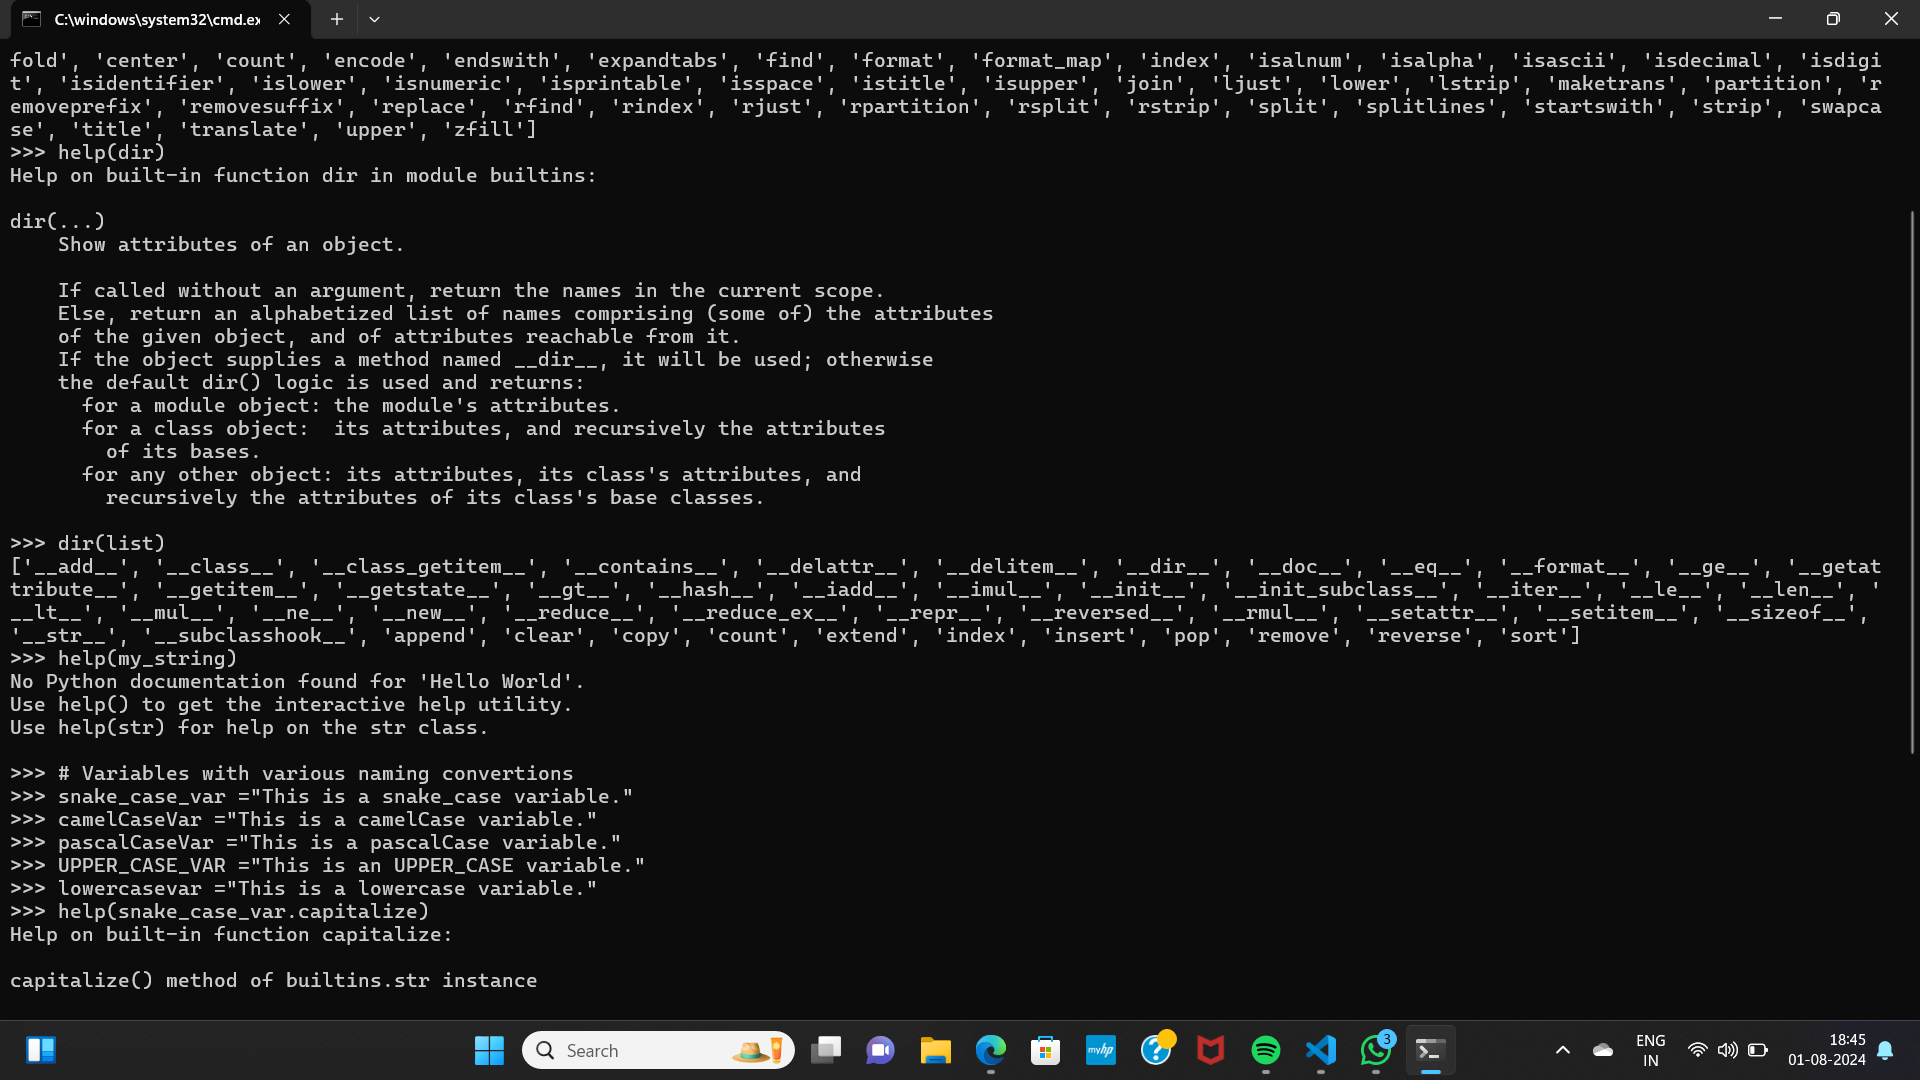 C:\windows\system32\cmd.ex
fold', 'center', 'count', 'encode', 'endswith', 'expandtabs', 'find', 'format', 'format_map', 'index', 'isalnum', 'isalpha', 'isascii', 'isdecimal', 'isdigi
t', 'isidentifier', 'islower', 'isnumeric', 'isprintable', 'isspace', 'istitle', 'isupper', 'join', 'ljust', 'lower', 'lstrip', 'maketrans', 'partition', 'r
emoveprefix', 'removesuffix', 'replace', 'rfind', 'rindex', 'rjust', 'rpartition', 'rsplit', 'rstrip', 'split', 'splitlines', 'startswith', 'strip', 'swapca
se', 'title', 'translate', 'upper', 'zfill']
>>> help(dir)
Help on built-in function dir in module builtins:
dir(...)
Show attributes of an object.
If called without an argument, return the names in the current scope.
Else, return an alphabetized list of names comprising (some of) the attributes
of the given object, and of attributes reachable from it.
If the object supplies a method named __dir__, it will be used; otherwise
the default dir() logic is used and returns:
for a module object: the module's attributes.
for a class object:  its attributes, and recursively the attributes
of its bases.
for any other object: its attributes, its class's attributes, and
recursively the attributes of its class's base classes.
>>> dir(list)
['__add__', '__class__', '__class_getitem__', '__contains__', '__delattr__', '__delitem__', '__dir__', '__doc__', '__eq__', '__format__', '__ge__', '__getat
tribute__', '__getitem__', '__getstate__', '__gt__', '__hash__', '__iadd__', '__imul__', '__init__', '__init_subclass__', '__iter__', '__le__', '__len__', '
__lt__', '__mul__', '__ne__', '__new__', '__reduce__', '__reduce_ex__', '__repr__', '__reversed__', '__rmul__', '__setattr__', '__setitem__', '__sizeof__',
'__str__', '__subclasshook__', 'append', 'clear', 'copy', 'count', 'extend', 'index', 'insert', 'pop', 'remove', 'reverse', 'sort']
>>> help(my_string)
No Python documentation found for 'Hello World'.
Use help() to get the interactive help utility.
Use help(str) for help on the str class.
>>> # Variables with various naming convertions
>>> snake_case_var ="This is a snake_case variable."
>>> camelCaseVar ="This is a camelCase variable."
>>> pascalCaseVar ="This is a pascalCase variable."
>>> UPPER_CASE_VAR ="This is an UPPER_CASE variable."
>>> lowercasevar ="This is a lowercase variable."
>>> help(snake_case_var.capitalize)
Help on built-in function capitalize:
capitalize() method of builtins.str instance
Search
myhp
?
3
ENG
IN
18:45
01-08-2024